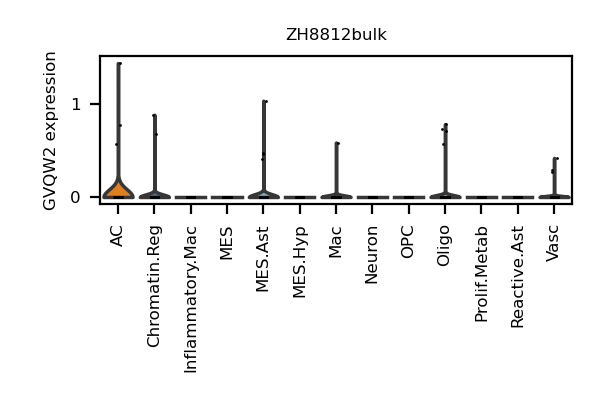 ZH8812bulk
GVQW2 expression
1
0
AC
Chromatin.Reg
Inflammatory.Mac
MES
MES.Ast
MES.Hyp
Mac
Neuron
OPC
Oligo
Prolif.Metab
Reactive.Ast
Vasc